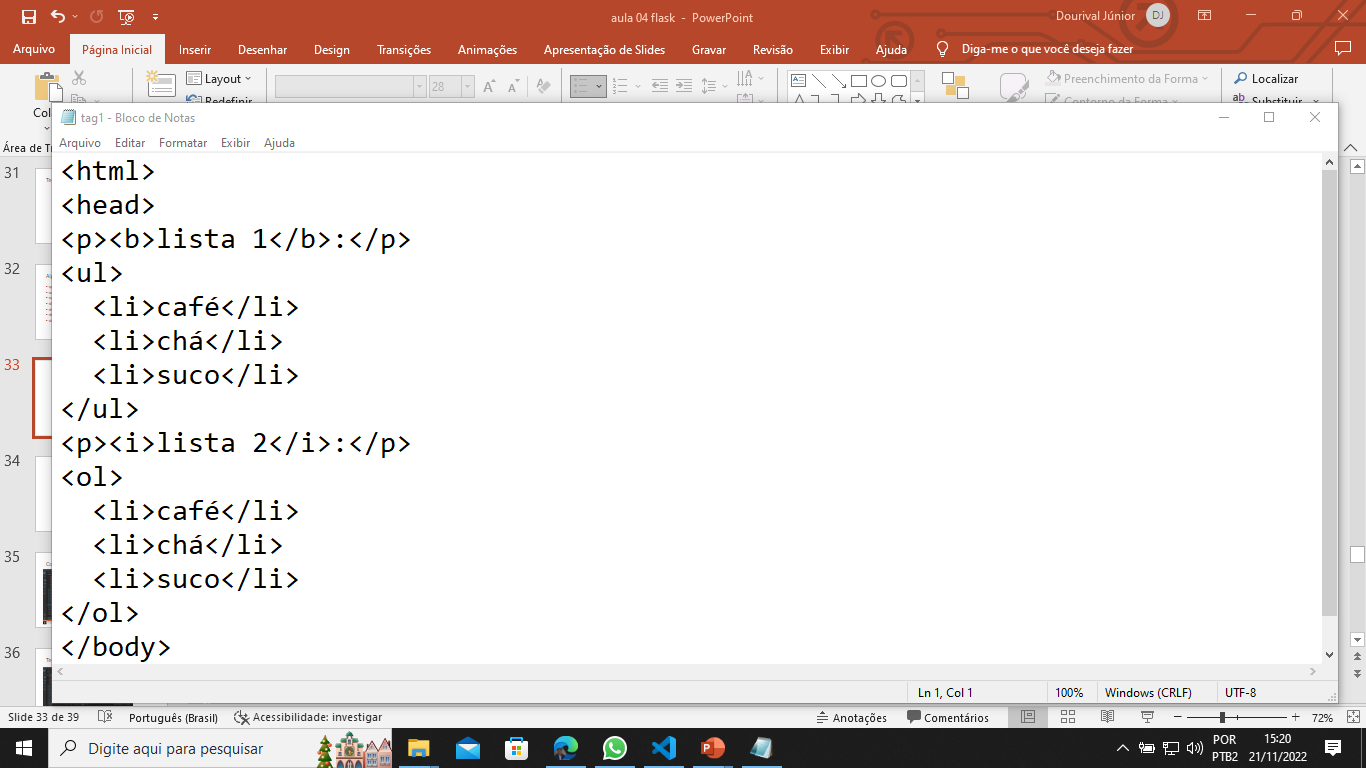 aula 04 flask - PowerPoint
Dourival Júnior DJ
Arquivo Página Inicial Inserir Desenhar Design Transições Animações Apresentação de Slides Gravar Revisão Exibir Ajuda Diga-me o que você deseja fazer
Layout 28 Preenchimento da Forma Localizar
Redefinir Contorno da Forma Substituir
Área de
tag1 - Bloco de Notas
Arquivo Editar Formatar Exibir Ajuda
<html>
<head>
<p><b>lista 1</b>:</p>
<ul>
  <li>café</li>
  <li>chá</li>
  <li>suco</li>
</ul>
<p><i>lista 2</i>:</p>
<ol>
  <li>café</li>
  <li>chá</li>
  <li>suco</li>
</ol>
</body>
Ln 1, Col 1 100% Windows (CRLF) UTF-8
31
32
33
34
35
36
Slide 33 de 39 Português (Brasil) Acessibilidade: investigar Anotações Comentários 72%
Digite aqui para pesquisar
POR 15:20
PTB2 21/11/2022